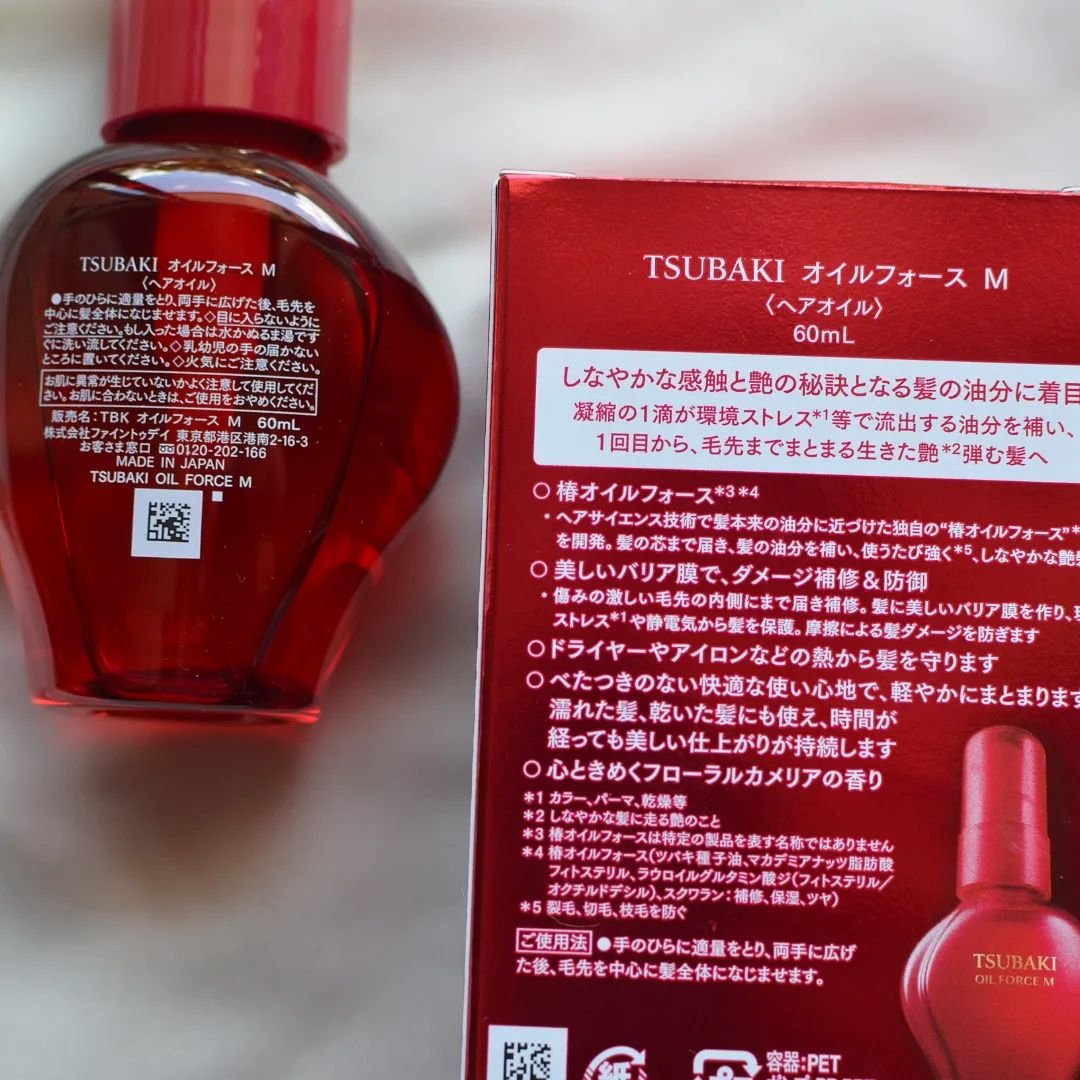 TSUBAKI オイルフォース M
〈ヘアオイル〉
●手のひらに適量をとり、両手に広げた後、毛先を
中心に髪全体になじませます。◇目に入らないように
ご注意ください。もし入った場合は水かぬるま湯です
ぐに洗い流してください。◇乳幼児の手の届かない
ところに置いてください。◇火気にご注意ください。
お肌に異常が生じていないかよく注意して使用してくだ
さい。お肌に合わないときは、ご使用をおやめください。
販売名：TBK オイルフォース M 60mL
株式会社ファイントゥデイ 東京都港区港南2-16-3
お客さま窓口 0120-202-166
MADE IN JAPAN
TSUBAKI OIL FORCE M
TSUBAKI オイルフォース M
〈ヘアオイル〉
60mL
しなやかな感触と艶の秘訣となる髪の油分に着目
凝縮の1滴が環境ストレス*1等で流出する油分を補い、
1回目から、毛先までまとまる生きた艶*2弾む髪へ
○ 椿オイルフォース*3*4
・ヘアサイエンス技術で髪本来の油分に近づけた独自の“椿オイルフォース”*
を開発。髪の芯まで届き、髪の油分を補い、使うたび強く*5、しなやかな艶
○ 美しいバリア膜で、ダメージ補修＆防御
・傷みの激しい毛先の内側にまで届き補修。髪に美しいバリア膜を作り、
ストレス*1や静電気から髪を保護。摩擦による髪ダメージを防ぎます
○ドライヤーやアイロンなどの熱から髪を守ります
○ べたつきのない快適な使い心地で、軽やかにまとまります
濡れた髪、乾いた髪にも使え、時間が
経っても美しい仕上がりが持続します
○ 心ときめくフローラルカメリアの香り
*1 カラー、パーマ、乾燥等
*2 しなやかな髪に走る艶のこと
*3 椿オイルフォースは特定の製品を表す名称ではありません
*4 椿オイルフォース（ツバキ種子油、マカデミアナッツ脂肪酸
フィトステリル、ラウロイルグルタミン酸ジ（フィトステリル／
オクチルドデシル）、スクワラン：補修、保湿、ツヤ）
*5 裂毛、切毛、枝毛を防ぐ
ご使用法 ●手のひらに適量をとり、両手に広げ
た後、毛先を中心に髪全体になじませます。
TSUBAKI
OIL FORCE M
紙
容器：PET